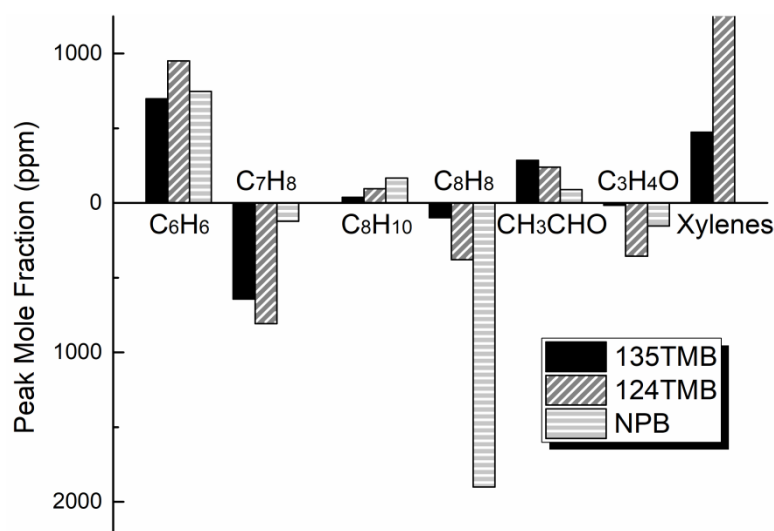 Peak Mole Fraction (ppm)
1000
0
1000
2000
C7H8
C8H8
C3H4O
C6H6
C8H10
CH3CHO
Xylenes
135TMB
124TMB
NPB